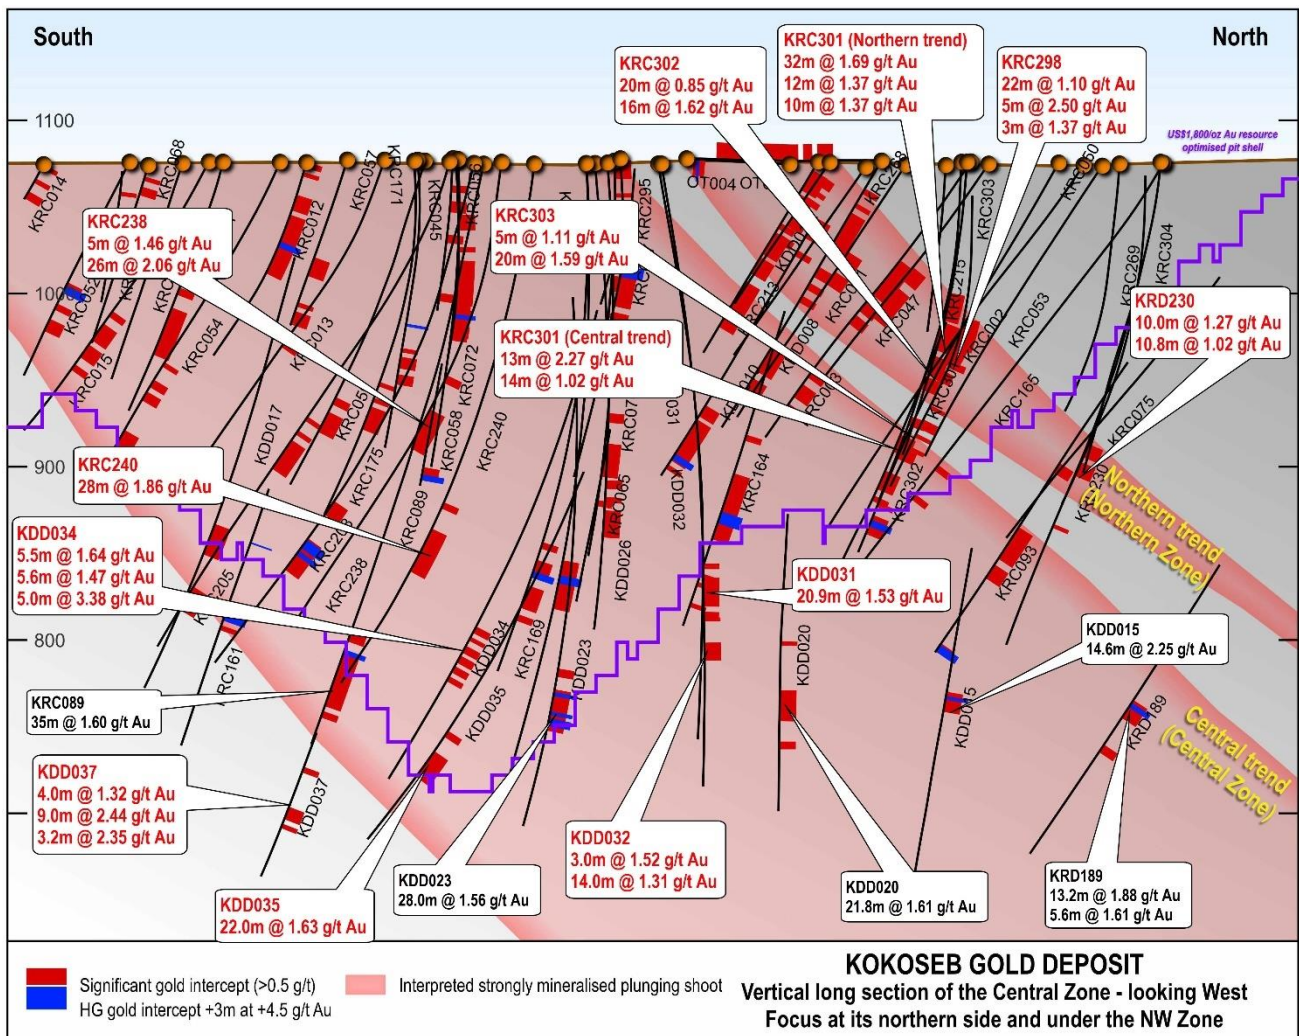 South
North
KRC302
20m @ 0.85 g/t Au
16m @ 1.62 g/t Au
KRC301 (Northern trend)
32m @ 1.69 g/t Au
12m @ 1.37 g/t Au
10m @ 1.37 g/t Au
KRC298
22m @ 1.10 g/t Au
5m @ 2.50 g/t Au
3m @ 1.37 g/t Au
US$1,800/oz Au resource
optimised pit shell
1100
1000
900
800
KRC014
KRC068
KRC057
KRC171
KRC045
KRC056
KRC295
OT004
KRC303
KRC012
KRC238
5m @ 1.46 g/t Au
26m @ 2.06 g/t Au
KRC303
5m @ 1.11 g/t Au
20m @ 1.59 g/t Au
KRC301 (Central trend)
13m @ 2.27 g/t Au
14m @ 1.02 g/t Au
KRD230
10.0m @ 1.27 g/t Au
10.8m @ 1.02 g/t Au
KRC052
KRC015
KRC054
KRC013
KRC072
KRC215
KRC002
KRC053
KRC269
KRC304
KRC047
KDD008
KDD017
KRC175
KRC058
KRC240
KRC089
KRC164
KRC165
KRC075
KRC302
KDD032
KDD026
KRC093
KRC240
28m @ 1.86 g/t Au
KDD034
5.5m @ 1.64 g/t Au
5.6m @ 1.47 g/t Au
5.0m @ 3.38 g/t Au
KRC205
KRC238
KRC161
KDD034
KDD035
KRC169
KDD023
KDD020
KDD015
KRD189
KDD037
Northern trend
(Northern Zone)
Central trend
(Central Zone)
KDD031
20.9m @ 1.53 g/t Au
KDD015
14.6m @ 2.25 g/t Au
KRC089
35m @ 1.60 g/t Au
KDD037
4.0m @ 1.32 g/t Au
9.0m @ 2.44 g/t Au
3.2m @ 2.35 g/t Au
KDD035
22.0m @ 1.63 g/t Au
KDD023
28.0m @ 1.56 g/t Au
KDD032
3.0m @ 1.52 g/t Au
14.0m @ 1.31 g/t Au
KDD020
21.8m @ 1.61 g/t Au
KRD189
13.2m @ 1.88 g/t Au
5.6m @ 1.61 g/t Au
Significant gold intercept (>0.5 g/t)
HG gold intercept +3m at +4.5 g/t Au
Interpreted strongly mineralised plunging shoot
KOKOSEB GOLD DEPOSIT
Vertical long section of the Central Zone - looking West
Focus at its northern side and under the NW Zone